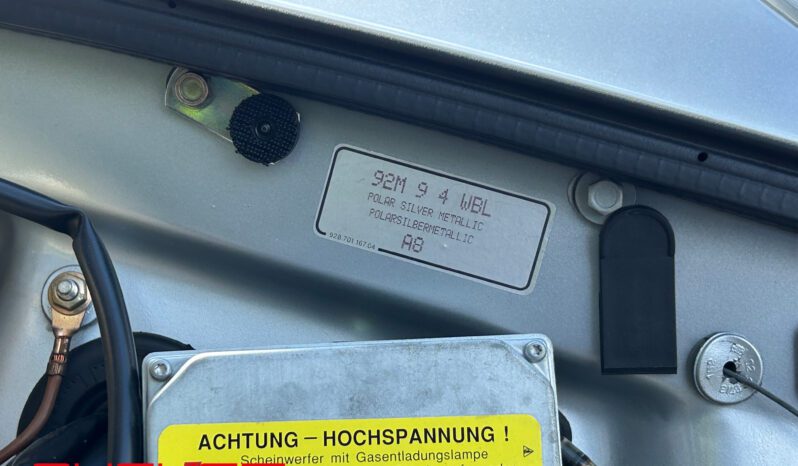 92M 9 4 WBL
POLAR SILVER METALLIC
POLARSILBERMETALLIC
A8
928 701 167 04
ACHTUNG – HOCHSPANNUNG !
Scheinwerfer mit Gasentladungslampe